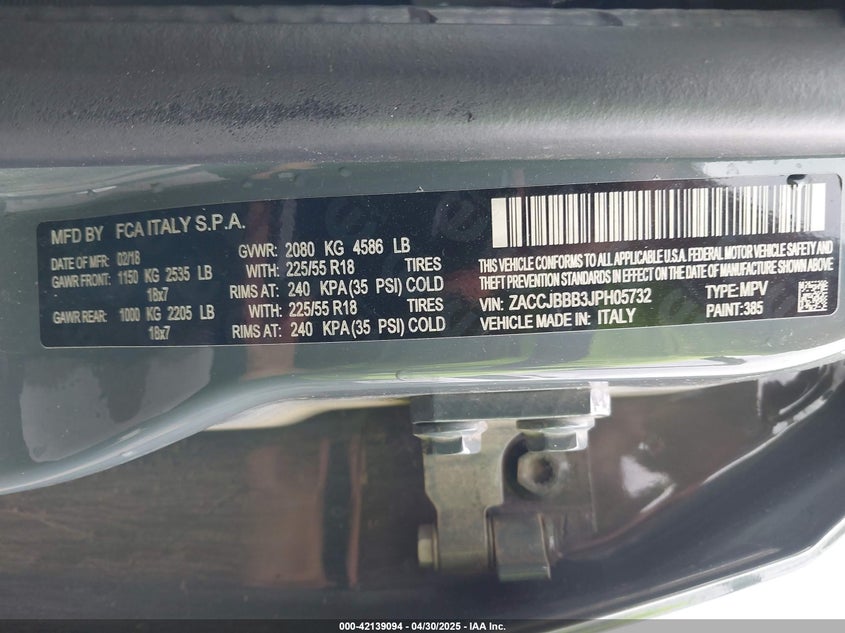 MFD BY FCA ITALY S.P.A.
DATE OF MFR: 02/18 GVWR: 2080 KG 4586 LB
GAWR FRONT: 1150 KG 2535 LB WITH: 225/55 R18 TIRES
18x7 RIMS AT: 240 KPA (35 PSI) COLD
GAWR REAR: 1000 KG 2205 LB WITH: 225/55 R18 TIRES
18x7 RIMS AT: 240 KPA (35 PSI) COLD
THIS VEHICLE CONFORMS TO ALL APPLICABLE U.S.A. FEDERAL MOTOR VEHICLE SAFETY AND
THEFT PREVENTION STANDARDS IN EFFECT ON THE DATE OF MANUFACTURE SHOWN ABOVE.
VIN: ZACCJBBB3JPH05732 TYPE: MPV
VEHICLE MADE IN: ITALY PAINT: 385
000-42139094 - 04/30/2025 - IAA Inc.